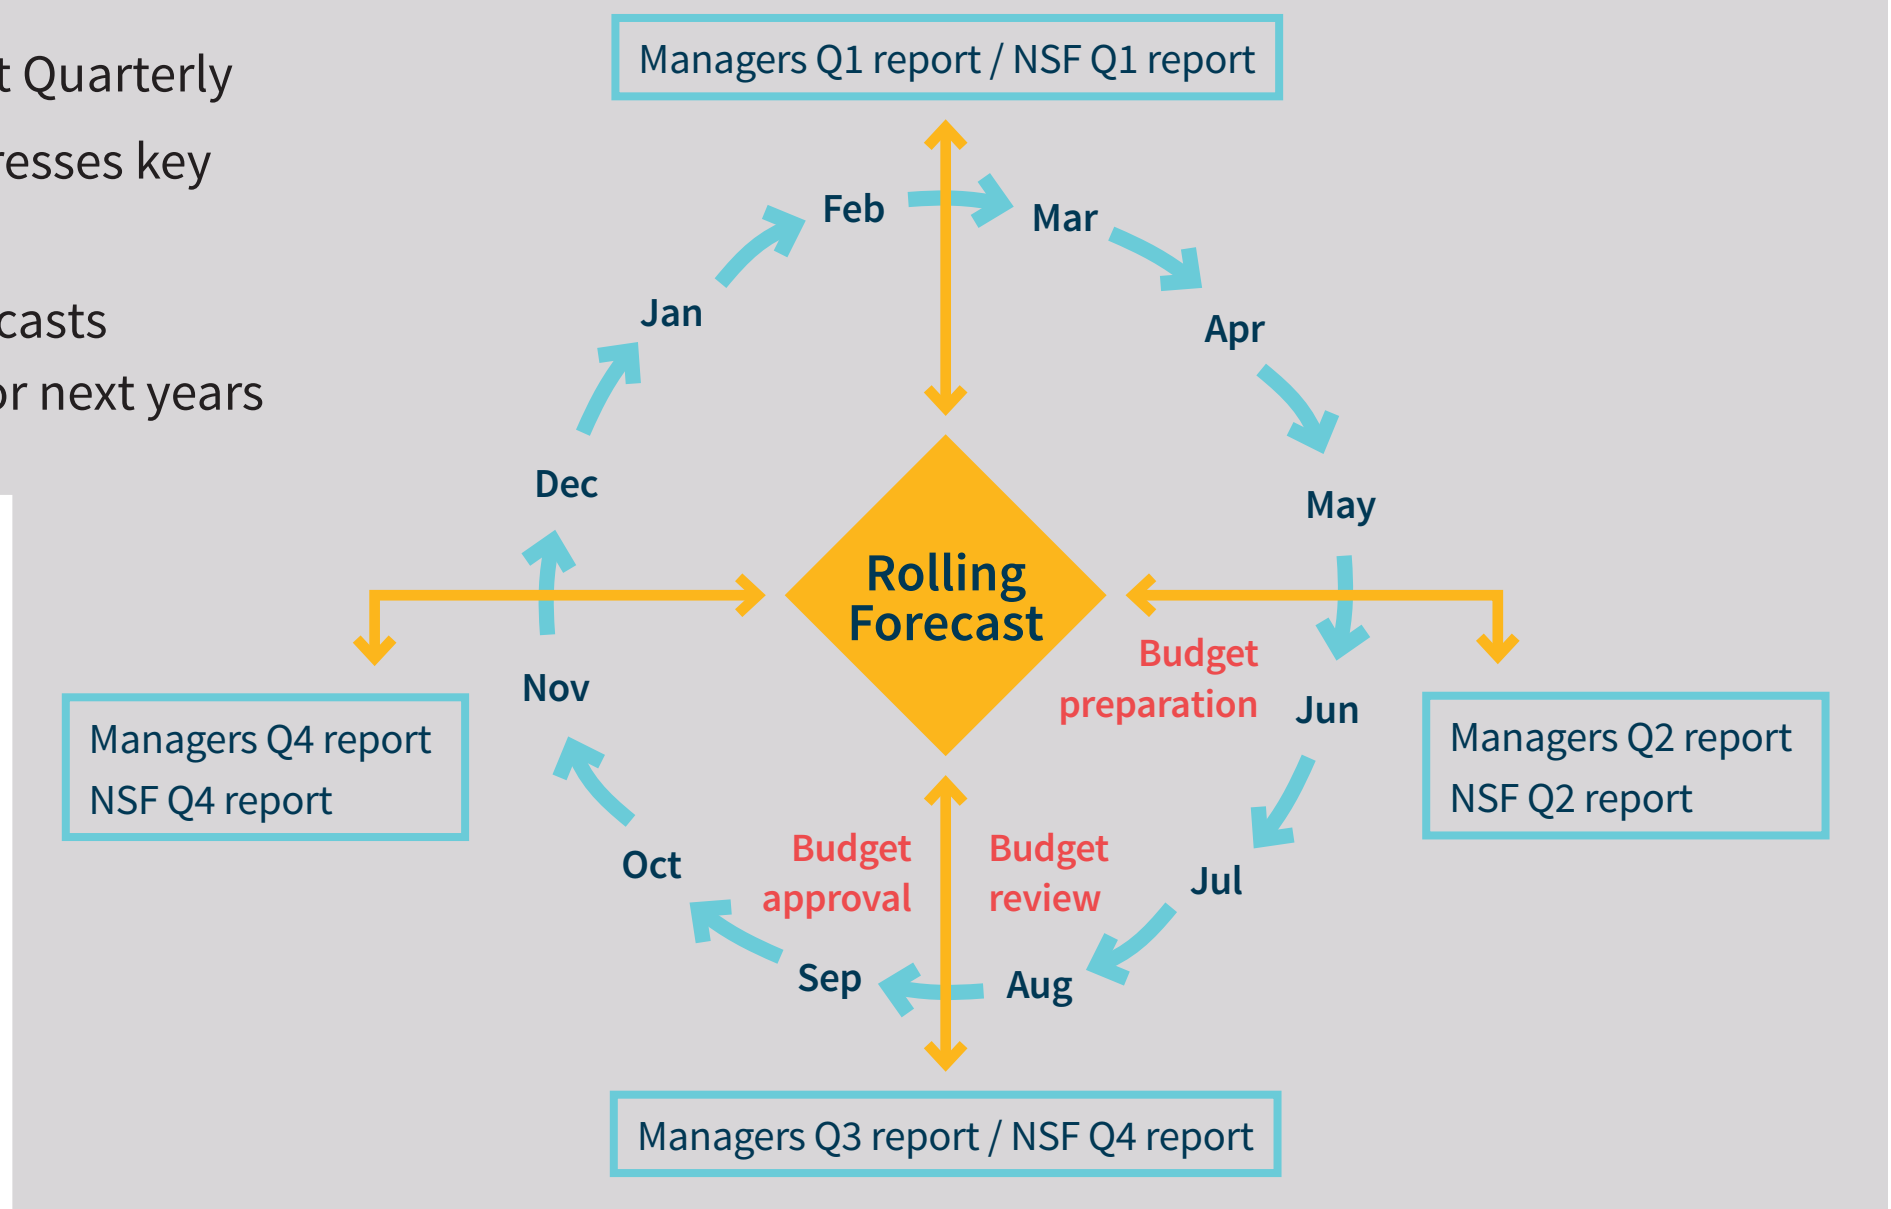 t Quarterly
resses key
casts
or next years
Managers Q1 report / NSF Q1 report
Feb
Mar
Jan
Apr
Dec
May
Rolling
Forecast
Budget
preparation
Nov
Jun
Managers Q4 report
NSF Q4 report
Managers Q2 report
NSF Q2 report
Oct
Budget
approval
Budget
review
Jul
Sep
Aug
Managers Q3 report / NSF Q4 report